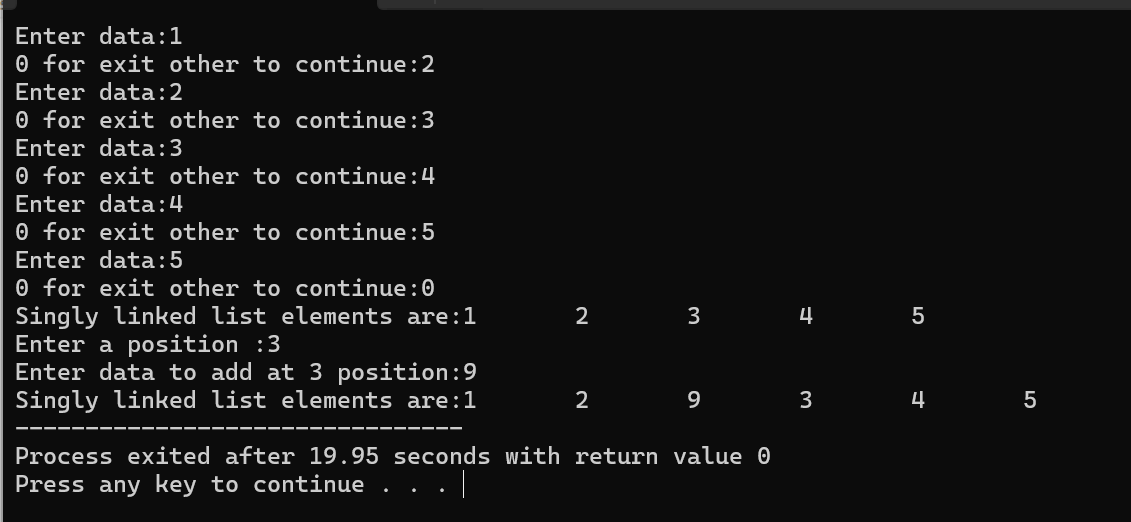 Enter data:1
0 for exit other to continue:2
Enter data:2
0 for exit other to continue:3
Enter data:3
0 for exit other to continue:4
Enter data:4
0 for exit other to continue:5
Enter data:5
0 for exit other to continue:0
Singly linked list elements are:1       2       3       4       5
Enter a position :3
Enter data to add at 3 position:9
Singly linked list elements are:1       2       9       3       4       5
--------------------------------
Process exited after 19.95 seconds with return value 0
Press any key to continue . . .